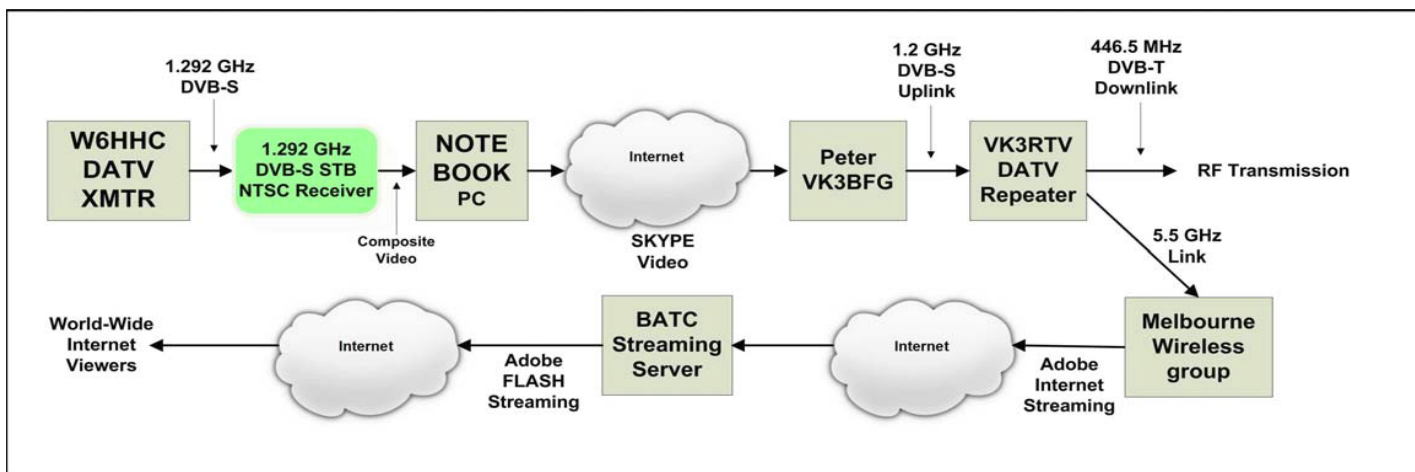 1.292 GHz
DVB-S
W6HHC
DATV
XMTR
1.292 GHz
DVB-S STB
NTSC Receiver
Composite
Video
NOTE
BOOK
PC
Internet
SKYPE
Video
Peter
VK3BFG
1.2 GHz
DVB-S
Uplink
VK3RTV
DATV
Repeater
446.5 MHz
DVB-T
Downlink
RF Transmission
5.5 GHz
Link
Melbourne
Wireless
group
Adobe
Internet
Streaming
Internet
BATC
Streaming
Server
Adobe
FLASH
Streaming
Internet
World-Wide
Internet
Viewers